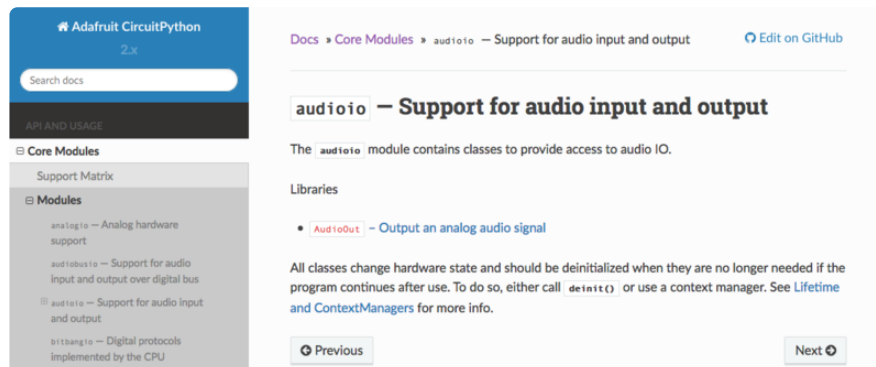 Adafruit CircuitPython
2.x
Search docs
API AND USAGE
Core Modules
Support Matrix
Modules
analogio — Analog hardware
support
audiobusio — Support for audio
input and output over digital bus
audioio — Support for audio input
and output
bitbangio — Digital protocols
implemented by the CPU
Docs » Core Modules » audioio — Support for audio input and output
Edit on GitHub
audioio — Support for audio input and output
The audioio module contains classes to provide access to audio IO.
Libraries
• AudioOut – Output an analog audio signal
All classes change hardware state and should be deinitialized when they are no longer needed if the
program continues after use. To do so, either call deinit() or use a context manager. See Lifetime
and ContextManagers for more info.
Previous
Next